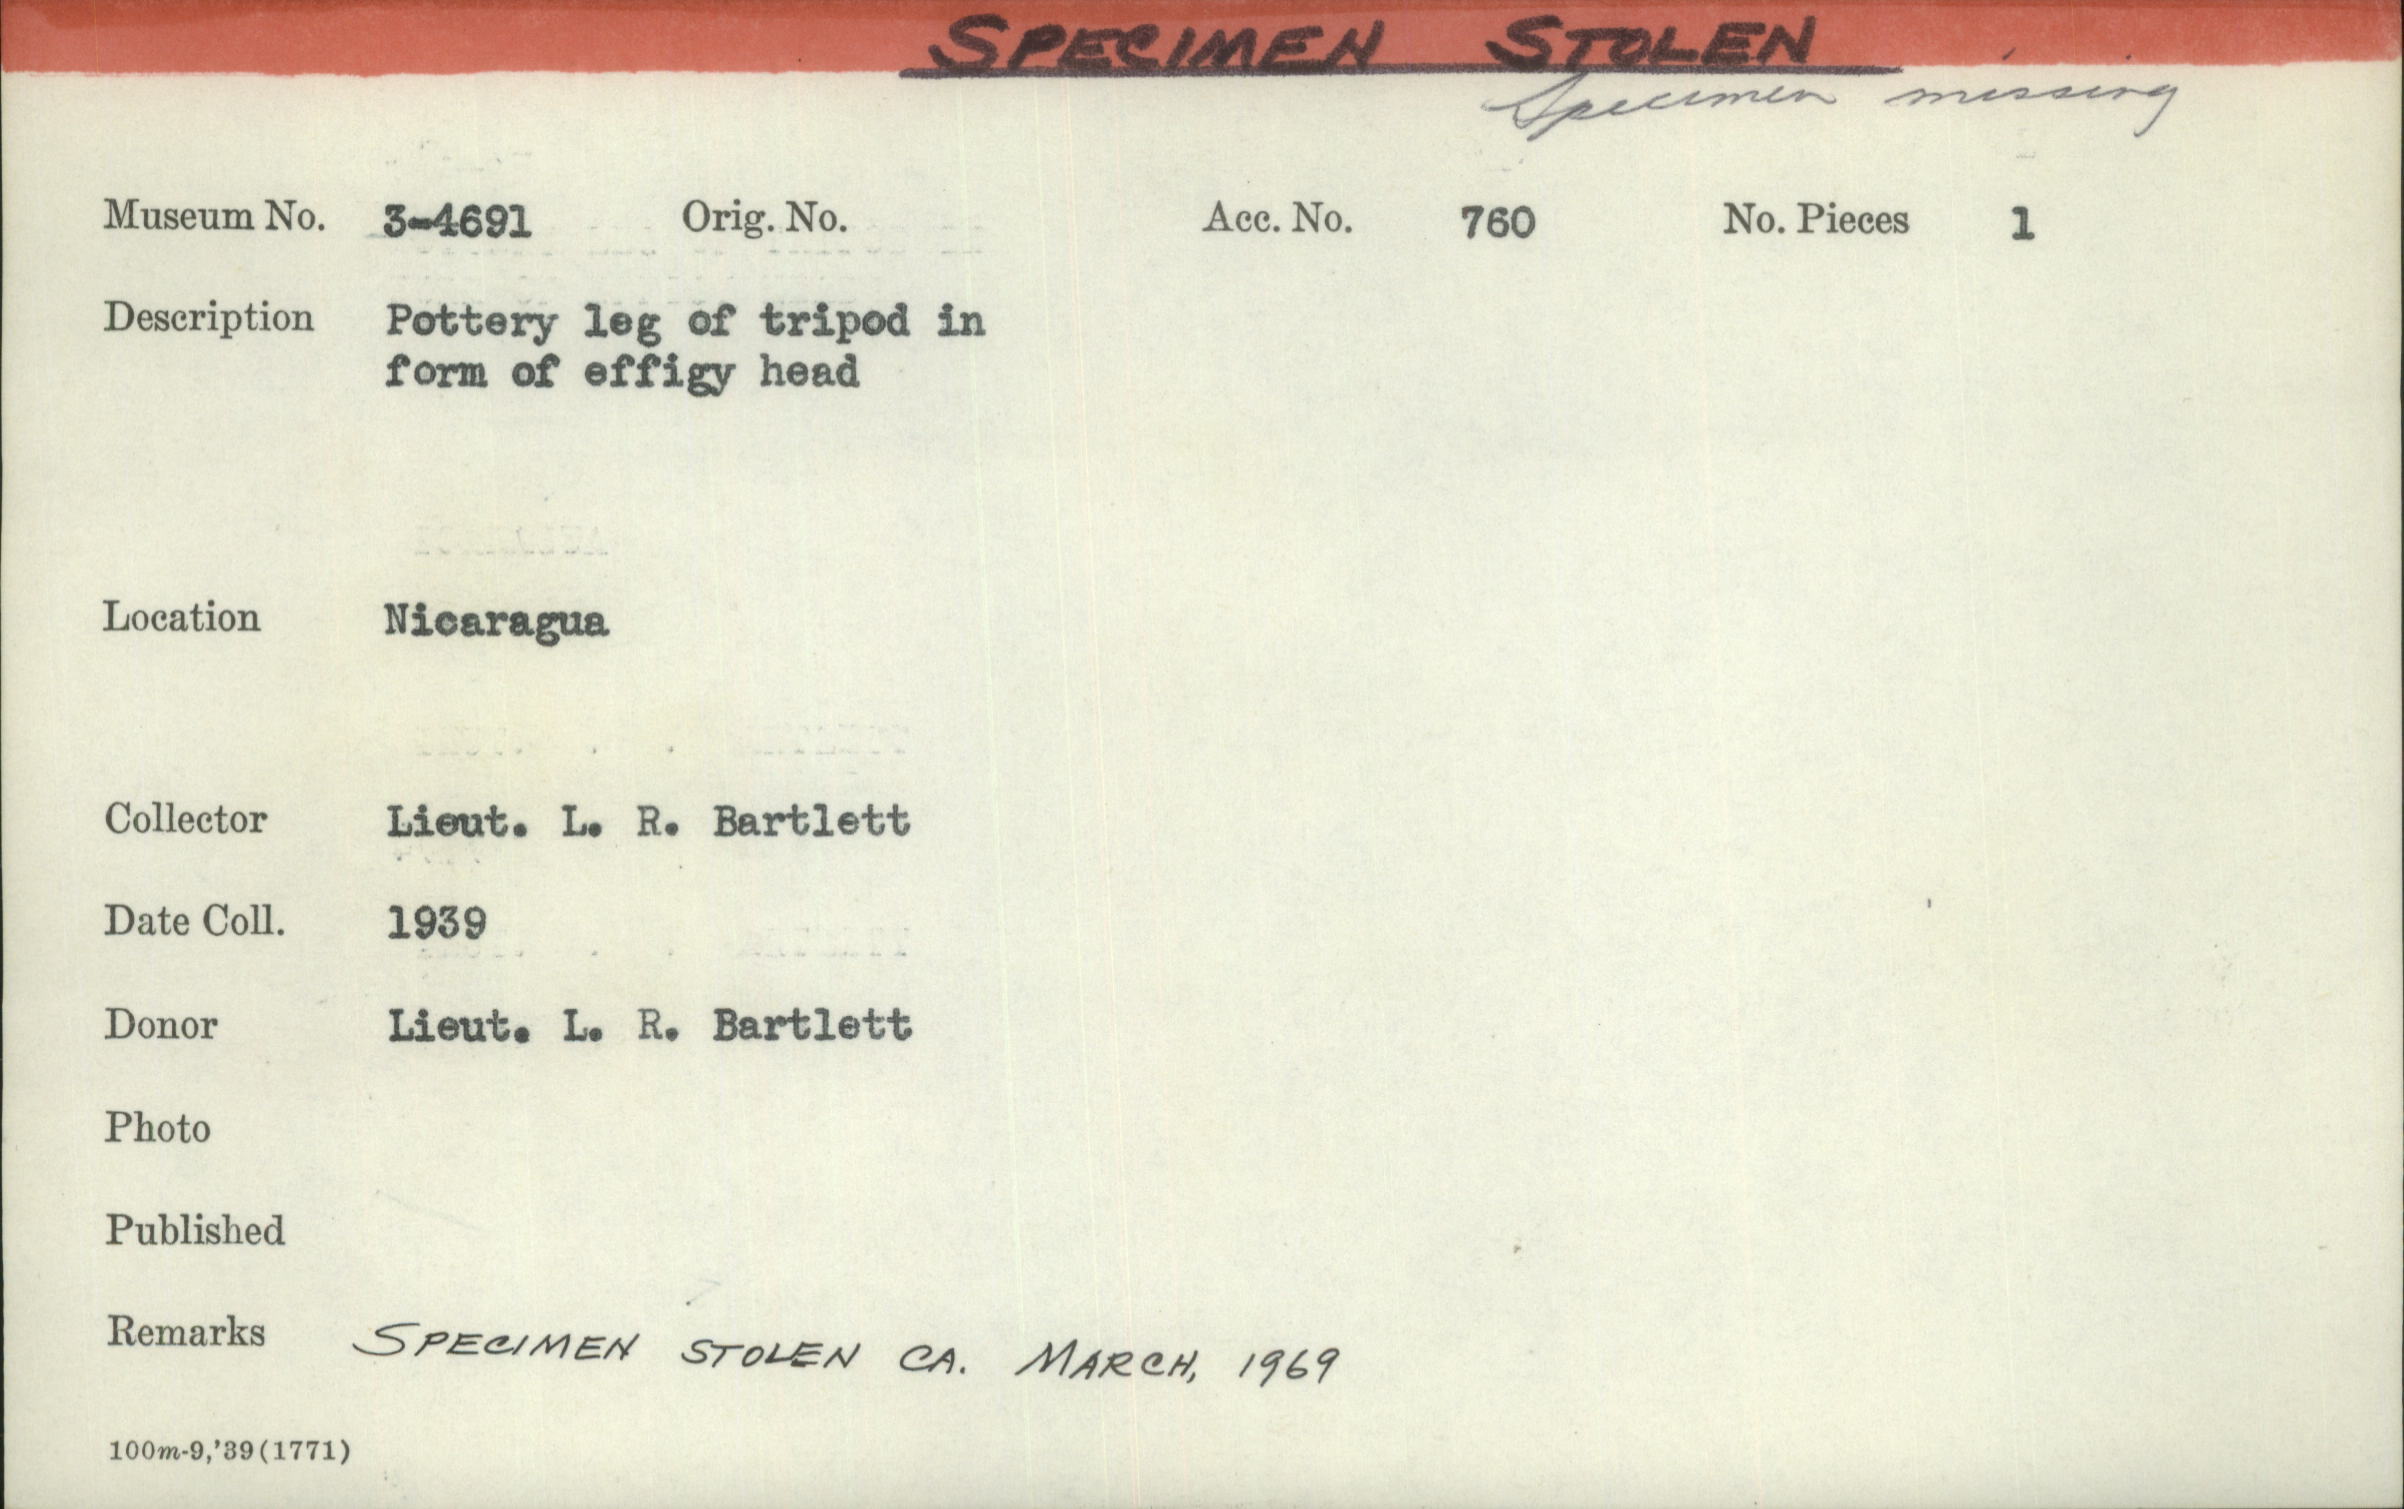 SPECIMEN STOLEN
Specimen missing
Museum No. 3-4691 Orig. No. Acc. No. 760 No. Pieces 1
Description Pottery leg of tripod in
form of effigy head
Location Nicaragua
Collector Lieut. L. R. Bartlett
Date Coll. 1939
Donor Lieut. L. R. Bartlett
Photo
Published
Remarks SPECIMEN STOLEN CA. MARCH, 1969
100m-9,'39(1771)